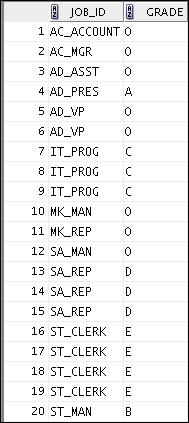 JOB_ID GRADE
1 AC_ACCOUNT O
2 AC_MGR O
3 AD_ASST O
4 AD_PRES A
5 AD_VP O
6 AD_VP O
7 IT_PROG C
8 IT_PROG C
9 IT_PROG C
10 MK_MAN O
11 MK_REP O
12 SA_MAN O
13 SA_REP D
14 SA_REP D
15 SA_REP D
16 ST_CLERK E
17 ST_CLERK E
18 ST_CLERK E
19 ST_CLERK E
20 ST_MAN B